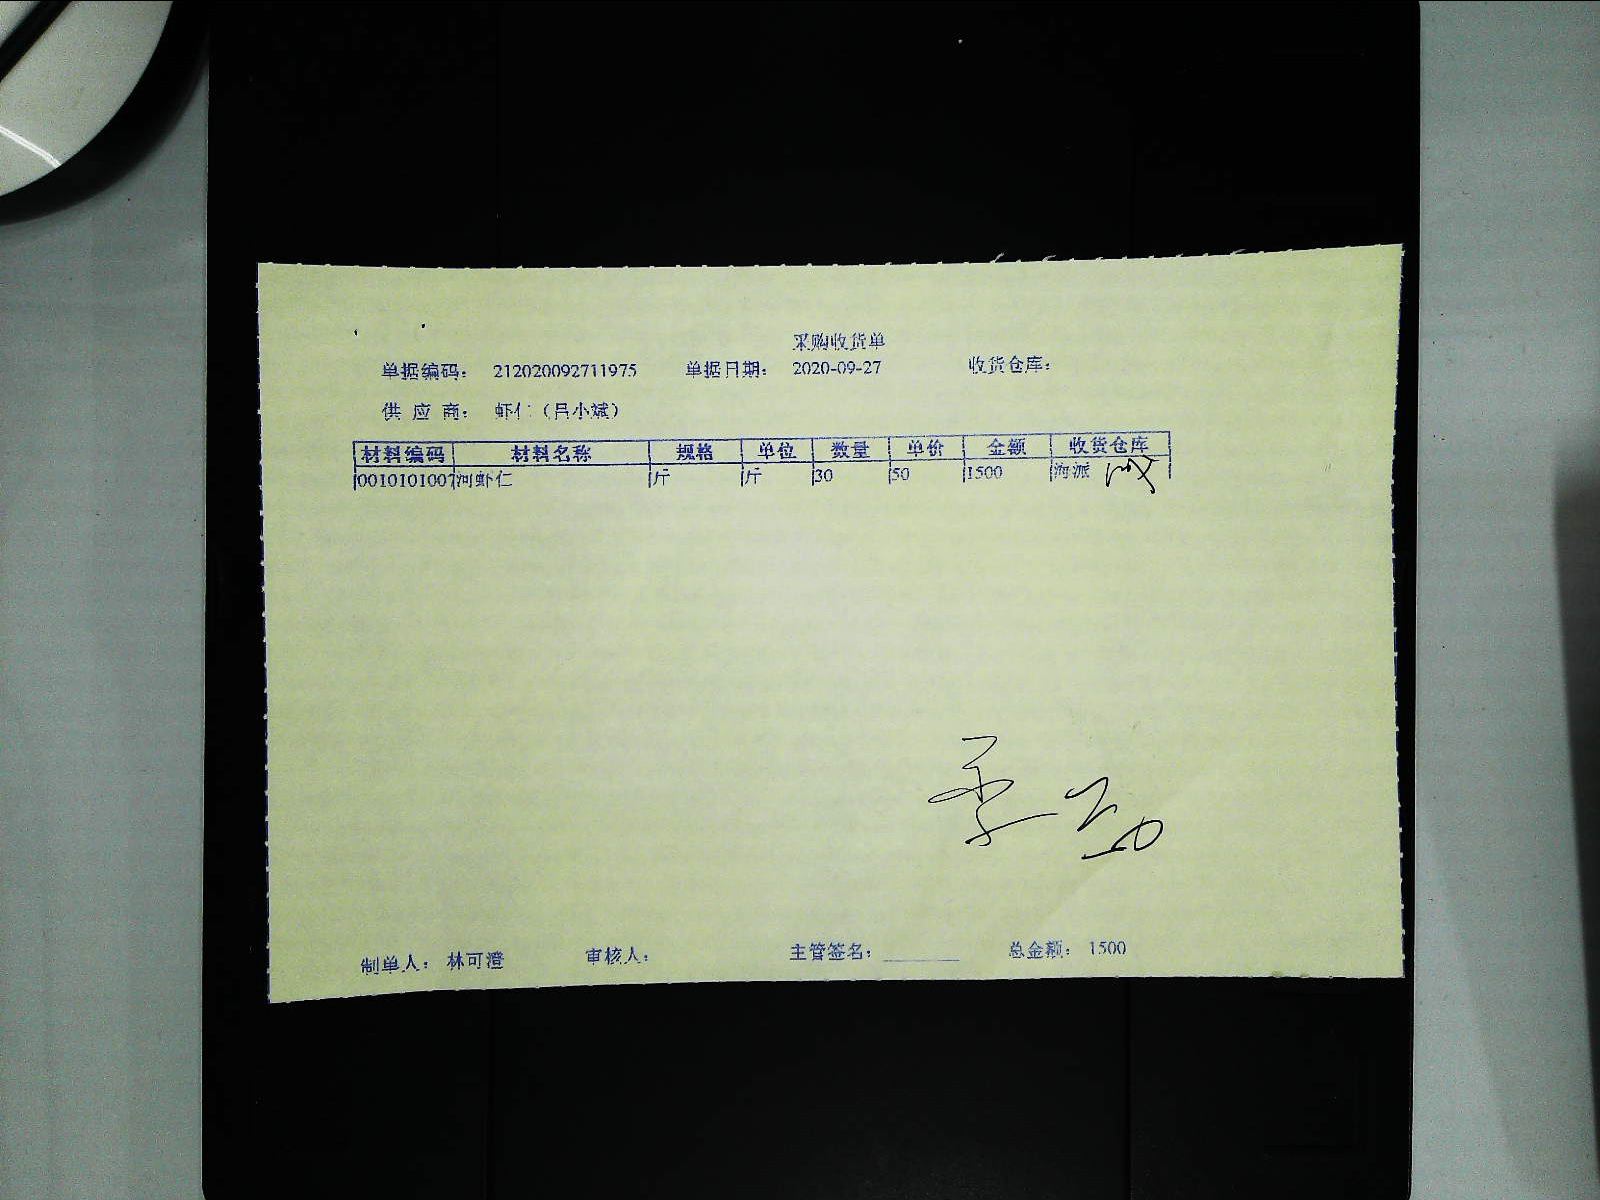 采购收货单
单据编码： 212020092711975 单据日期： 2020-09-27 收货仓库：
供 应 商： 虾仁（吕小斌）
材料编码 材料名称 规格 单位 数量 单价 金额 收货仓库
0010101007 河虾仁 斤 斤 30 50 1500 海派
制单人： 林可澄 审核人： 主管签名： 总金额： 1500